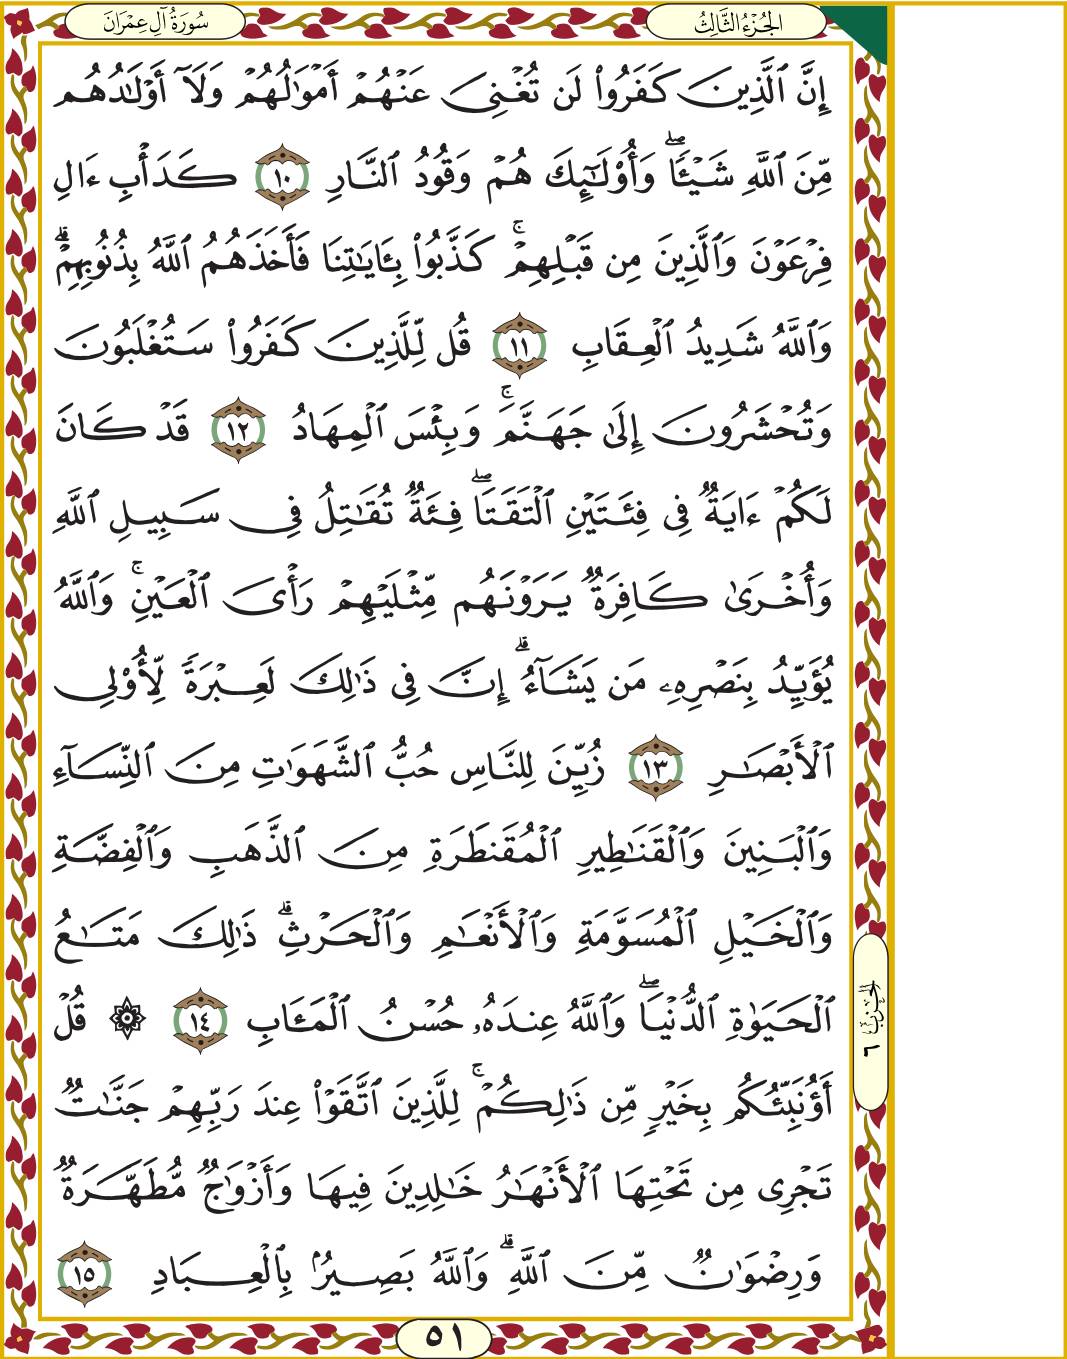 الجُزْءُ الثَّالِثُ
سُورَةُ آلِ عِمْرَانَ
إِنَّ ٱلَّذِينَ كَفَرُواْ لَن تُغْنِيَ عَنْهُمْ أَمْوَٰلُهُمْ وَلَآ أَوْلَٰدُهُم
مِّنَ ٱللَّهِ شَيْـًٔاۖ وَأُوْلَٰٓئِكَ هُمْ وَقُودُ ٱلنَّارِ ١٠ كَدَأْبِ ءَالِ
فِرْعَوْنَ وَٱلَّذِينَ مِن قَبْلِهِمْۚ كَذَّبُواْ بِـَٔايَٰتِنَا فَأَخَذَهُمُ ٱللَّهُ بِذُنُوبِهِمْۗ
وَٱللَّهُ شَدِيدُ ٱلْعِقَابِ ١١ قُل لِّلَّذِينَ كَفَرُواْ سَتُغْلَبُونَ
وَتُحْشَرُونَ إِلَىٰ جَهَنَّمَۚ وَبِئْسَ ٱلْمِهَادُ ١٢ قَدْ كَانَ
لَكُمْ ءَايَةٌ فِي فِئَتَيْنِ ٱلْتَقَتَاۖ فِئَةٌ تُقَٰتِلُ فِي سَبِيلِ ٱللَّهِ
وَأُخْرَىٰ كَافِرَةٌ يَرَوْنَهُم مِّثْلَيْهِمْ رَأْيَ ٱلْعَيْنِۚ وَٱللَّهُ
يُؤَيِّدُ بِنَصْرِهِۦ مَن يَشَآءُۗ إِنَّ فِي ذَٰلِكَ لَعِبْرَةً لِّأُوْلِي
ٱلْأَبْصَٰرِ ١٣ زُيِّنَ لِلنَّاسِ حُبُّ ٱلشَّهَوَٰتِ مِنَ ٱلنِّسَآءِ
وَٱلْبَنِينَ وَٱلْقَنَٰطِيرِ ٱلْمُقَنطَرَةِ مِنَ ٱلذَّهَبِ وَٱلْفِضَّةِ
وَٱلْخَيْلِ ٱلْمُسَوَّمَةِ وَٱلْأَنْعَٰمِ وَٱلْحَرْثِۗ ذَٰلِكَ مَتَٰعُ
ٱلْحَيَوٰةِ ٱلدُّنْيَاۖ وَٱللَّهُ عِندَهُۥ حُسْنُ ٱلْمَـَٔابِ ١٤ ۞ قُلْ
أَؤُنَبِّئُكُم بِخَيْرٍ مِّن ذَٰلِكُمْۚ لِلَّذِينَ ٱتَّقَوْاْ عِندَ رَبِّهِمْ جَنَّٰتٌ
تَجْرِي مِن تَحْتِهَا ٱلْأَنْهَٰرُ خَٰلِدِينَ فِيهَا وَأَزْوَٰجٌ مُّطَهَّرَةٌ
وَرِضْوَٰنٌ مِّنَ ٱللَّهِۗ وَٱللَّهُ بَصِيرٌۢ بِٱلْعِبَادِ ١٥
الحِزْبُ ٦
٥١